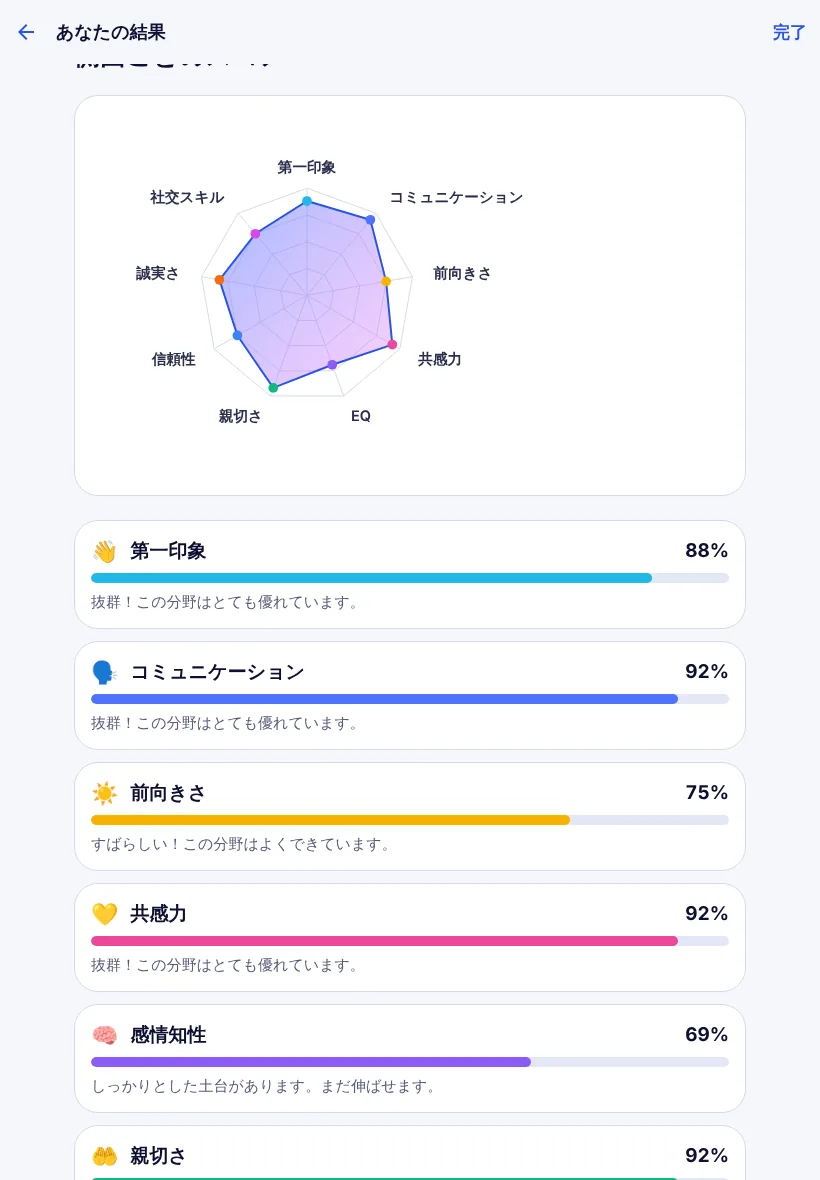 あなたの結果
完了
第一印象
社交スキル
コミュニケーション
誠実さ
前向きさ
信頼性
共感力
親切さ
EQ
第一印象
88%
抜群！この分野はとても優れています。
コミュニケーション
92%
抜群！この分野はとても優れています。
前向きさ
75%
すばらしい！この分野はよくできています。
共感力
92%
抜群！この分野はとても優れています。
感情知性
69%
しっかりとした土台があります。まだ伸ばせます。
親切さ
92%